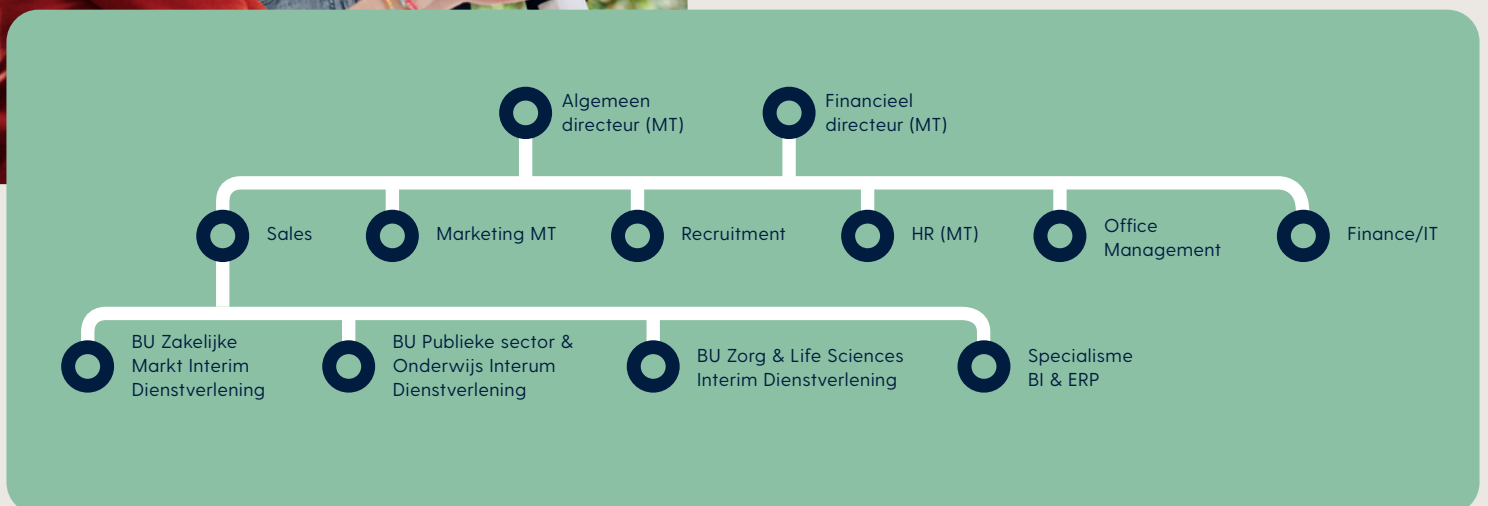 Algemeen
directeur (MT)
Financieel
directeur (MT)
Sales
Marketing MT
Recruitment
HR (MT)
Office
Management
Finance/IT
BU Zakelijke
Markt Interim
Dienstverlening
BU Publieke sector &
Onderwijs Interum
Dienstverlening
BU Zorg & Life Sciences
Interim Dienstverlening
Specialisme
BI & ERP